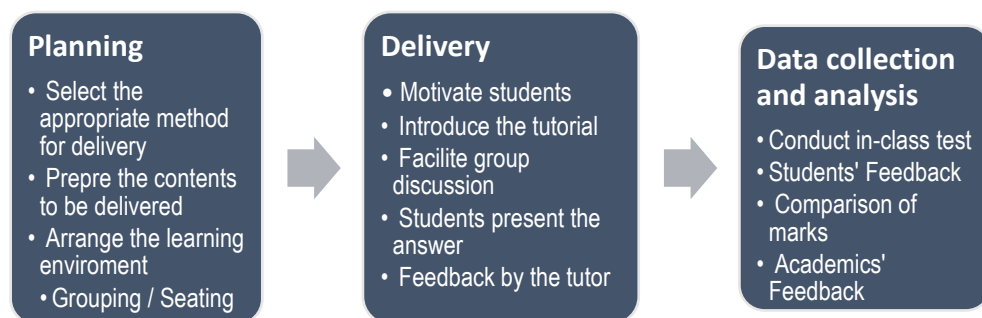 Planning
• Select the
appropriate method
for delivery
• Prepre the contents
to be delivered
• Arrange the learning
enviroment
• Grouping / Seating
Delivery
• Motivate students
• Introduce the tutorial
• Facilite group
discussion
• Students present the
answer
• Feedback by the tutor
Data collection
and analysis
• Conduct in-class test
• Students' Feedback
• Comparison of
marks
• Academics'
Feedback